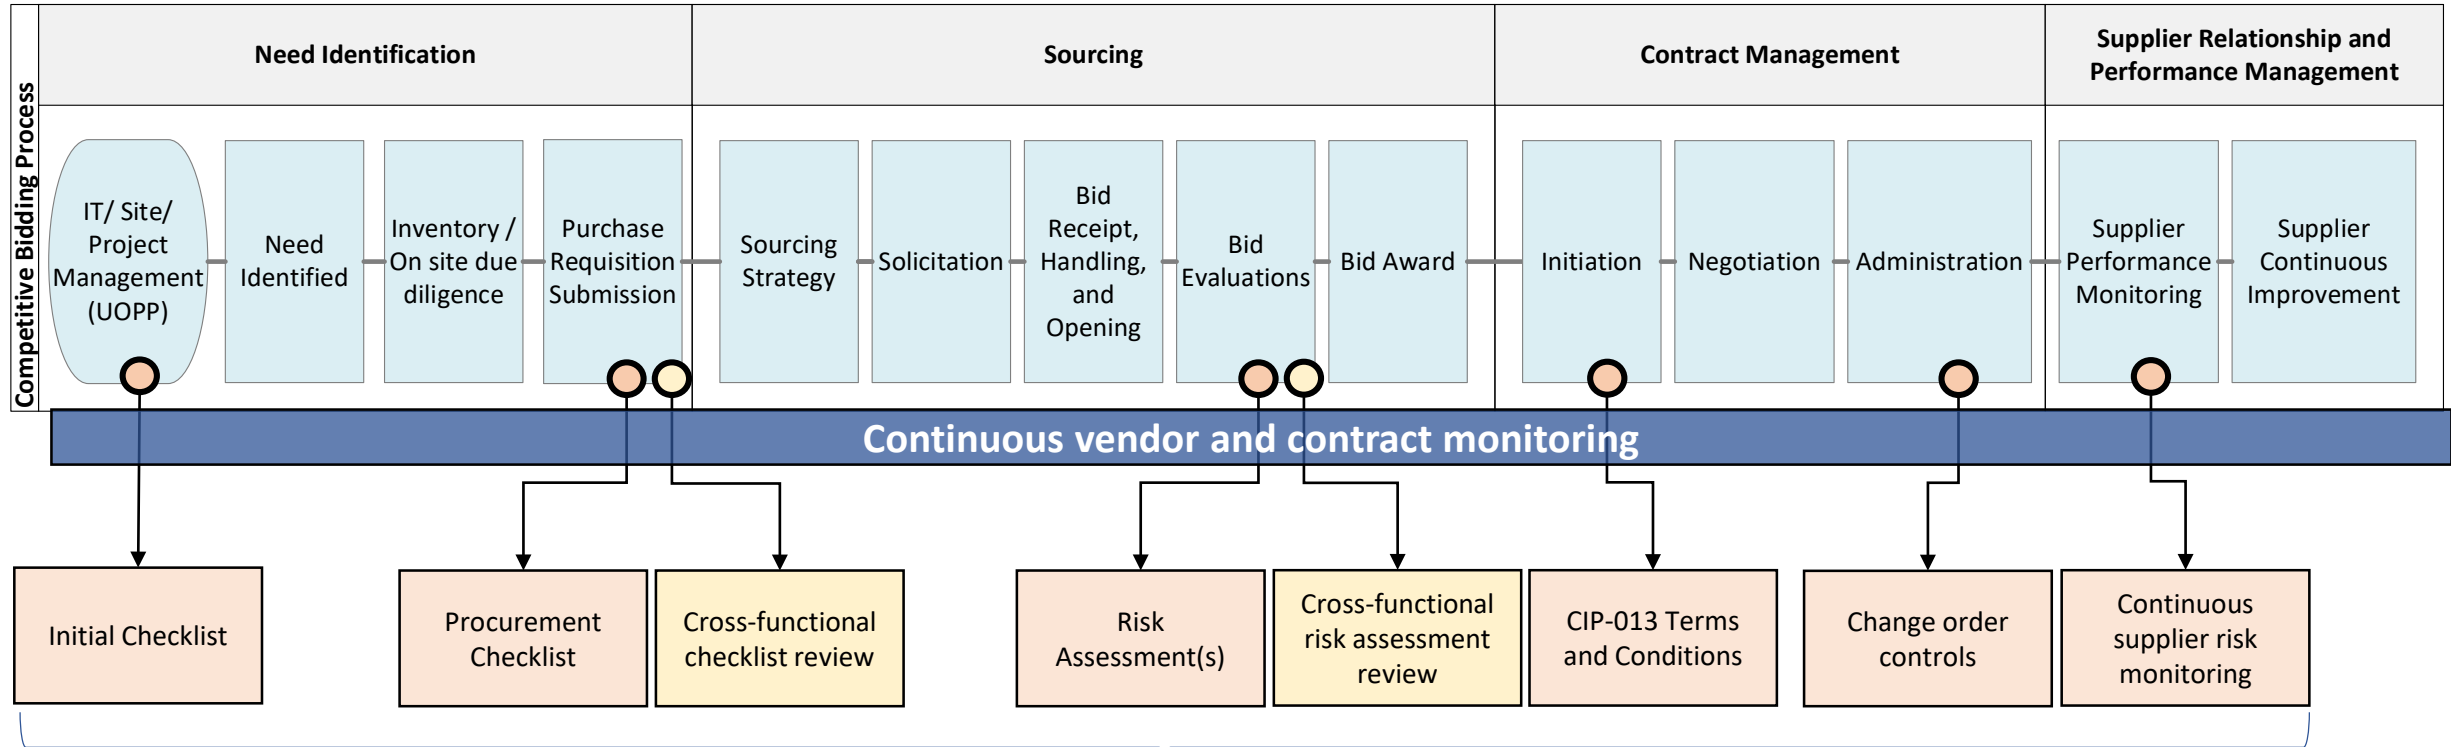 Competitive Bidding Process
Need Identification
Sourcing
Contract Management
Supplier Relationship and
Performance Management
IT/ Site/
Project
Management
(UOPP)
Need
Identified
Inventory /
On site due
diligence
Purchase
Requisition
Submission
Sourcing
Strategy
Solicitation
Bid
Receipt,
Handling,
and
Opening
Bid
Evaluations
Bid Award
Initiation
Negotiation
Administration
Supplier
Performance
Monitoring
Supplier
Continuous
Improvement
Continuous vendor and contract monitoring
Initial Checklist
Procurement
Checklist
Cross-functional
checklist review
Risk
Assessment(s)
Cross-functional
risk assessment
review
CIP-013 Terms
and Conditions
Change order
controls
Continuous
supplier risk
monitoring